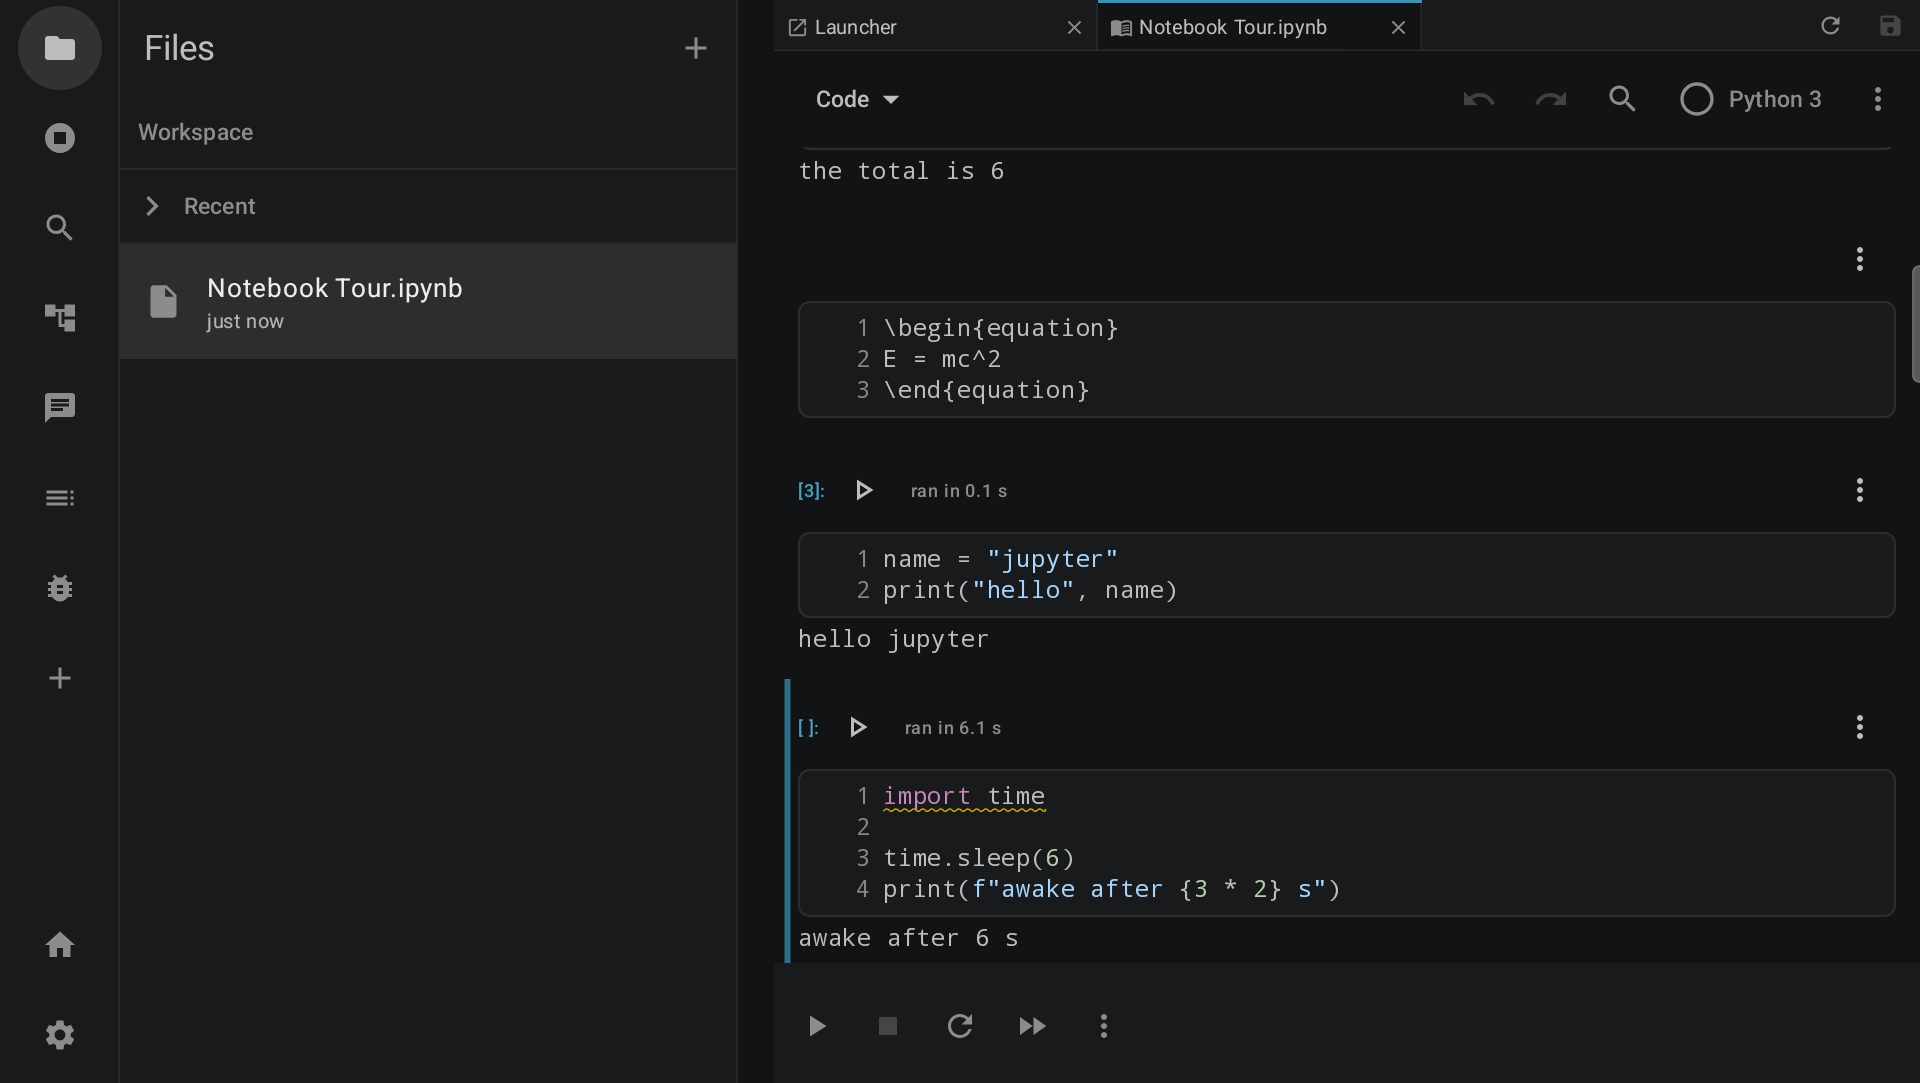 Files
Workspace
Recent
Notebook Tour.ipynb
just now
Launcher
Notebook Tour.ipynb
Code
Python 3
the total is 6
1 \begin{equation}
2 E = mc^2
3 \end{equation}
[3]: ran in 0.1 s
1 name = "jupyter"
2 print("hello", name)
hello jupyter
[ ]: ran in 6.1 s
1 import time
2
3 time.sleep(6)
4 print(f"awake after {3 * 2} s")
awake after 6 s